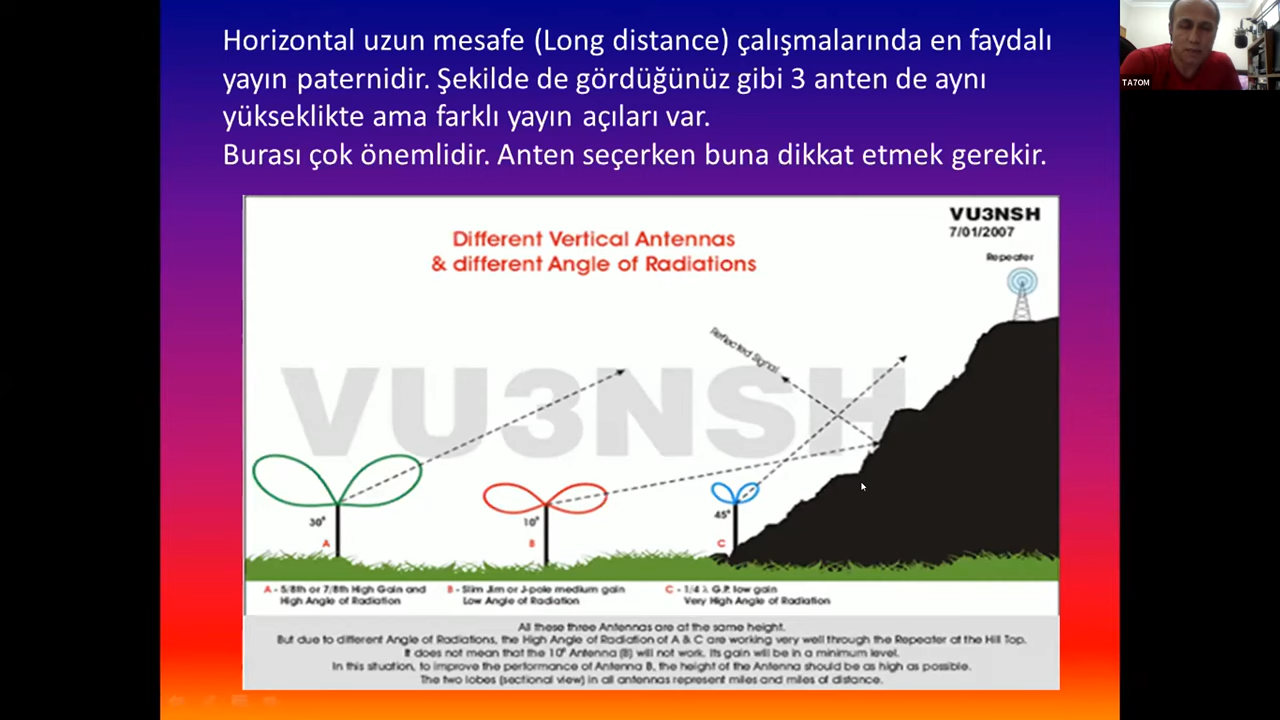 Horizontal uzun mesafe (Long distance) çalışmalarında en faydalı
yayın paternidir. Şekilde de gördüğünüz gibi 3 anten de aynı
yükseklikte ama farklı yayın açıları var.
Burası çok önemlidir. Anten seçerken buna dikkat etmek gerekir.
TA7OM
VU3NSH
7/01/2007
Different Vertical Antennas
& different Angle of Radiations
Repeater
Reflected Signal
VU3NSH
30°
10°
45°
A
B
C
A - 5/8th or 7/8th High Gain and
High Angle of Radiation
B - Slim Jim or J-pole medium gain
Low Angle of Radiation
C - 1/4 λ G.P. low gain
Very High Angle of Radiation
All these three Antennas are at the same height.
But due to different Angle of Radiations, the High Angle of Radiation of A & C are working very well through the Repeater at the Hill Top.
It does not mean that the 10° Antenna (B) will not work. Its gain will be in a minimum level.
In this situation, to improve the performance of Antenna B, the height of the Antenna should be as high as possible.
The two lobes (sectional view) in all antennas represent miles and miles of distance.